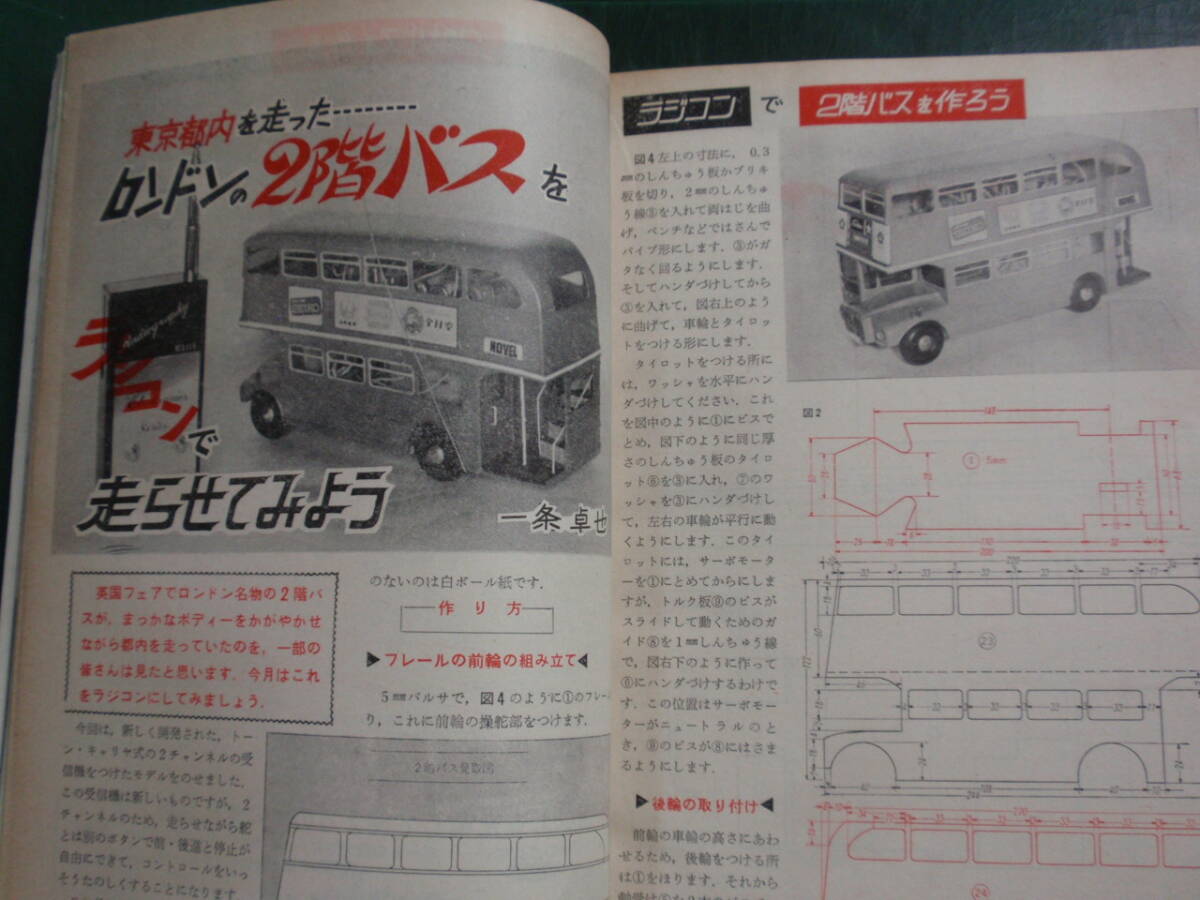 東京都内を走った--------
ロンドンの2階バスを
ラジコンで
走らせてみよう
一条卓也
NOVEL
英国フェアでロンドン名物の2階バ
スが，まっかなボディーをかがやかせ
ながら都内を走っていたのを，一部の
皆さんは見たと思います．今月はこれ
をラジコンにしてみましょう．
今回は，新しく開発された，トー
ン・キャリヤ式の2チャンネルの受
信機をつけたモデルをのせました．
この受信機は新しいものですが，2
チャンネルのため，走らせながら舵
とは別のボタンで前・後進と停止が
自由にできて，コントロールをいっ
そうたのしくすることになります．
のないのは白ボール紙です．
作り方
▶フレールの前輪の組み立て◀
5㎜バルサで，図4のように①のフレー
り，これに前輪の操舵部をつけます．
2階バス発取図
ラジコンで 2階バスを作ろう
図4左上の寸法に，0.3
㎜のしんちゅう板かブリキ
板を切り，2㎜のしんちゅ
う線③を入れて両はじを曲
げ，ペンチなどではさんで
パイプ形にします．③がガ
タなく回るようにします．
そしてハンダづけしてから
③を入れて，図右上のよう
に曲げて，車輪とタイロッ
トをつける形にします．
タイロットをつける所に
は，ワッシャを水平にハン
ダづけしてください．これ
を図中のように①にビスで
とめ，図下のように同じ厚
さのしんちゅう板のタイロ
ット⑥を③に入れ，⑦のワ
ッシャを③にハンダづけし
て，左右の車輪が平行に動
くようにします．このタイ
ロットには，サーボモータ
ーを①にとめてからにしま
すが，トルク板⑨のビスが
スライドして動くためのガ
イド⑧を1㎜しんちゅう線
で，図右下のように作って
⑥にハンダづけするわけで
す．この位置はサーボモー
ターがニュートラルのと
き，⑨のビスが⑧にはさま
るようにします．
▶後輪の取り付け◀
前輪の車輪の高さにあわ
せるため，後輪をつける所
は①をほります．それから
図2
148
① 5mm
㉓
122
㉔